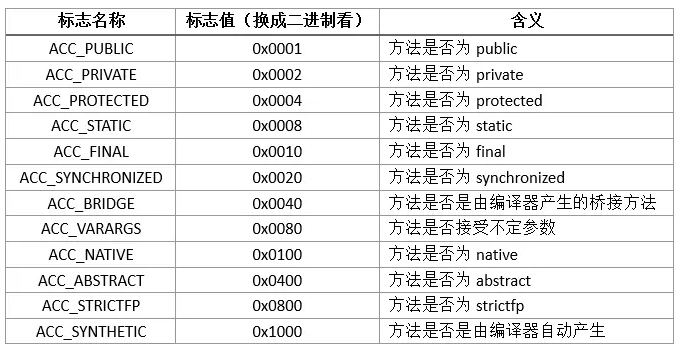 标志名称 标志值（换成二进制看） 含义
ACC_PUBLIC 0x0001 方法是否为 public
ACC_PRIVATE 0x0002 方法是否为 private
ACC_PROTECTED 0x0004 方法是否为 protected
ACC_STATIC 0x0008 方法是否为 static
ACC_FINAL 0x0010 方法是否为 final
ACC_SYNCHRONIZED 0x0020 方法是否为 synchronized
ACC_BRIDGE 0x0040 方法是否是由编译器产生的桥接方法
ACC_VARARGS 0x0080 方法是否接受不定参数
ACC_NATIVE 0x0100 方法是否为 native
ACC_ABSTRACT 0x0400 方法是否为 abstract
ACC_STRICTFP 0x0800 方法是否为 strictfp
ACC_SYNTHETIC 0x1000 方法是否是由编译器自动产生